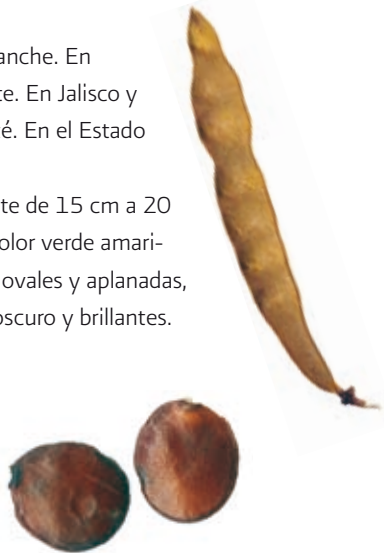 anche. En
te. En Jalisco y
é. En el Estado
te de 15 cm a 20
olor verde amari-
ovales y aplanadas,
oscuro y brillantes.